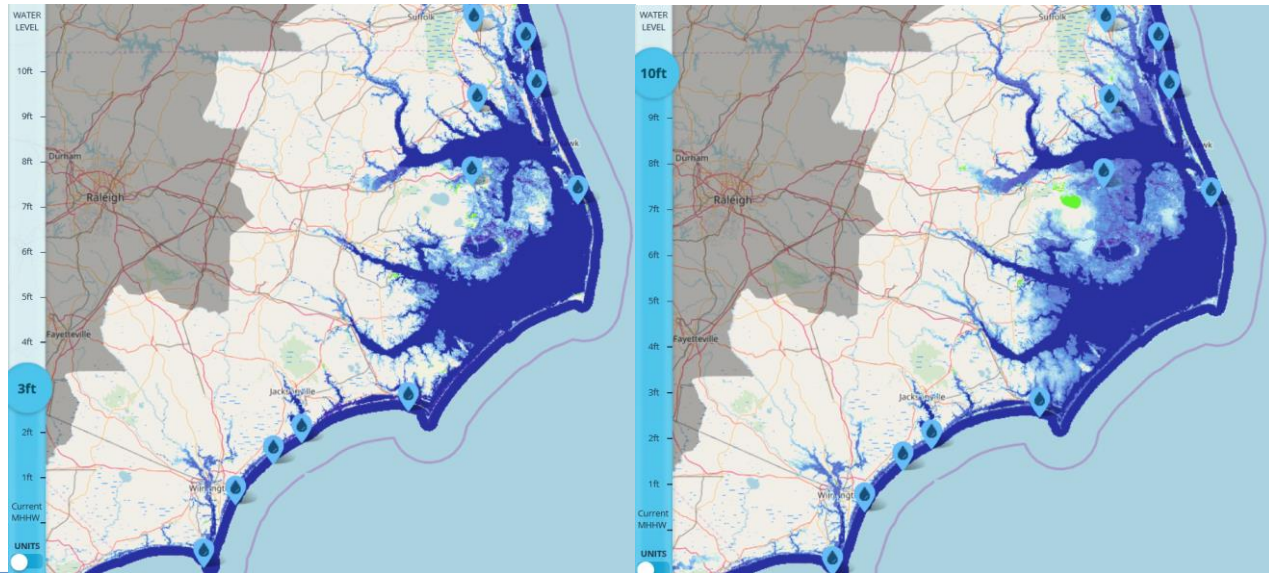 WATER
LEVEL
Suffolk
10ft
9ft
8ft
Durham
Raleigh
7ft
6ft
5ft
Fayetteville
4ft
3ft
Jacksonville
2ft
1ft
Current
MHHW
UNITS
WATER
LEVEL
Suffolk
10ft
9ft
8ft
Durham
Raleigh
7ft
6ft
5ft
Fayetteville
4ft
3ft
Jacksonville
2ft
1ft
Current
MHHW
UNITS